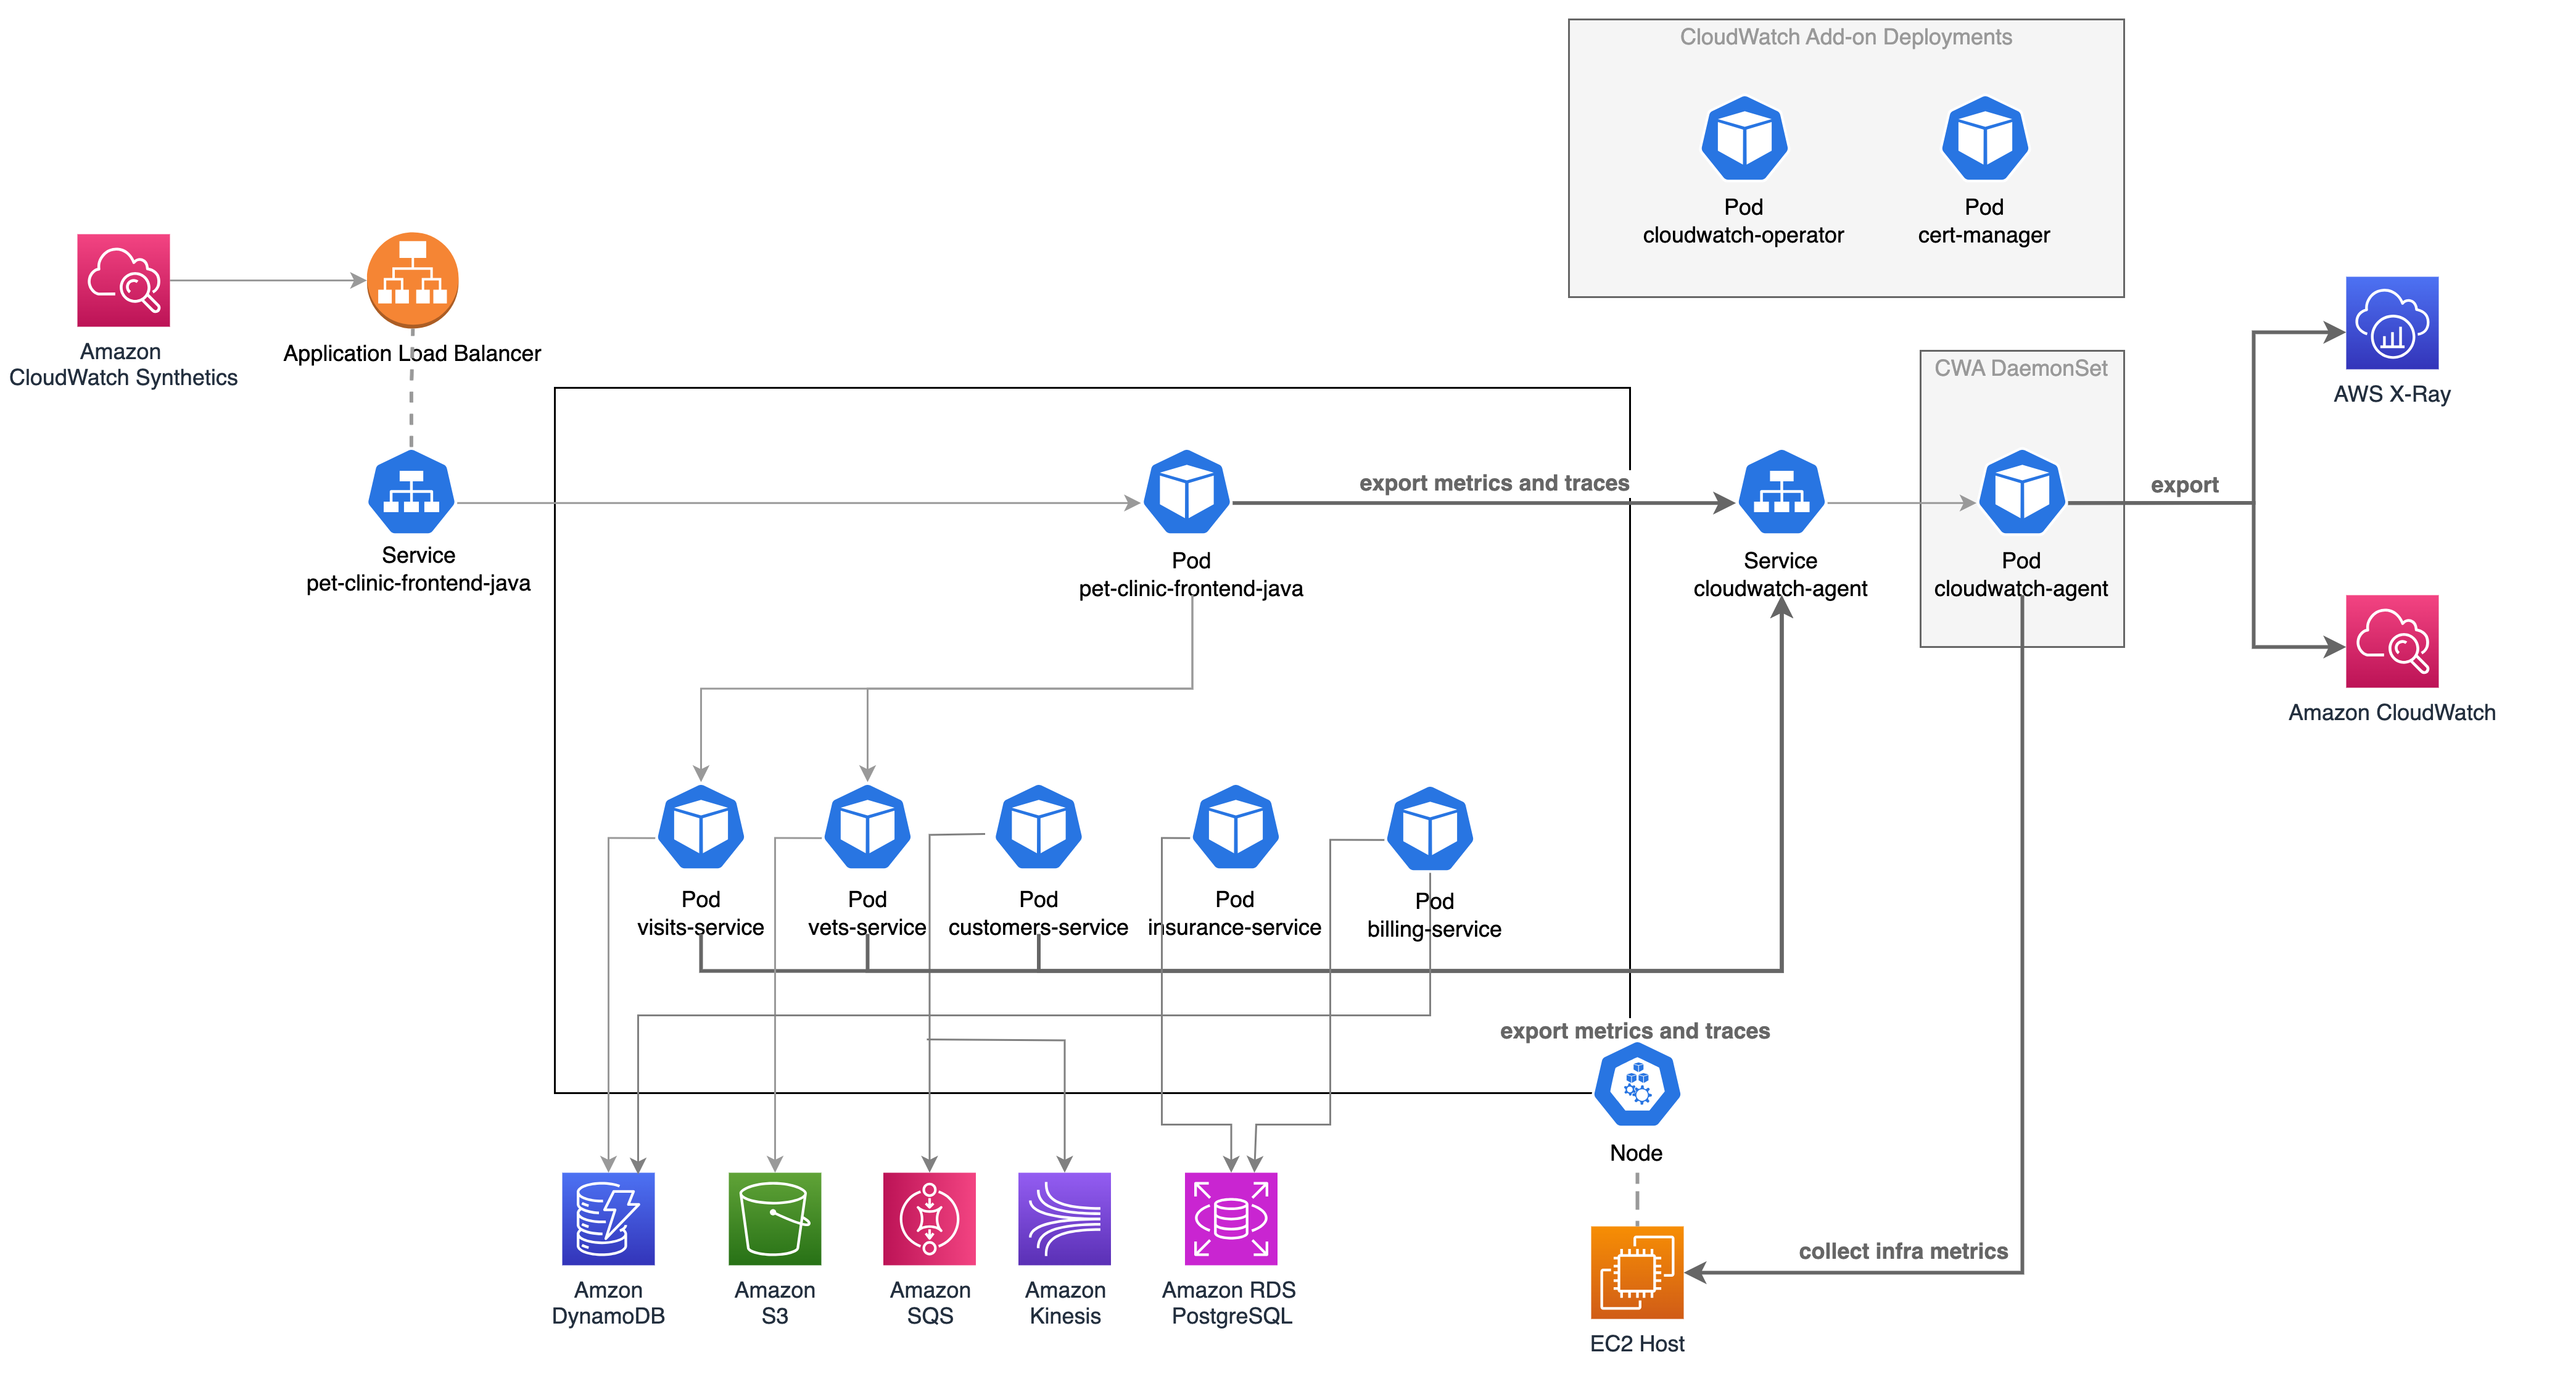 CloudWatch Add-on Deployments
Pod
cloudwatch-operator
Pod
cert-manager
Amazon
CloudWatch Synthetics
Application Load Balancer
CWA DaemonSet
AWS X-Ray
Service
pet-clinic-frontend-java
Pod
pet-clinic-frontend-java
export metrics and traces
Service
cloudwatch-agent
Pod
cloudwatch-agent
export
Amazon CloudWatch
Pod
visits-service
Pod
vets-service
Pod
customers-service
Pod
insurance-service
Pod
billing-service
export metrics and traces
Node
collect infra metrics
Amzon
DynamoDB
Amazon
S3
Amazon
SQS
Amazon
Kinesis
Amazon RDS
PostgreSQL
EC2 Host